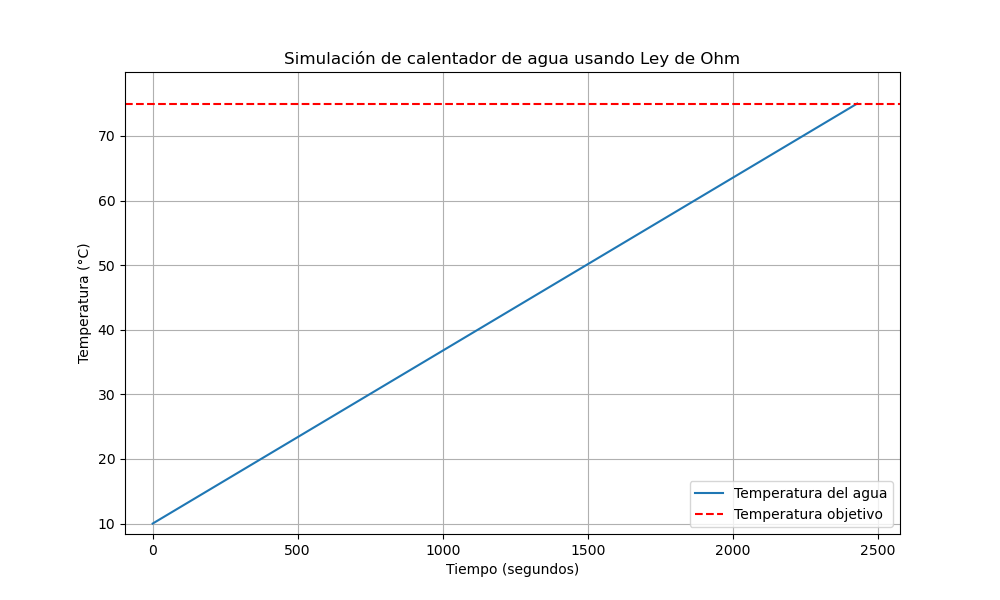 Simulación de calentador de agua usando Ley de Ohm
Temperatura (°C)
70
60
50
40
30
20
10
Temperatura del agua
Temperatura objetivo
0 500 1000 1500 2000 2500
Tiempo (segundos)